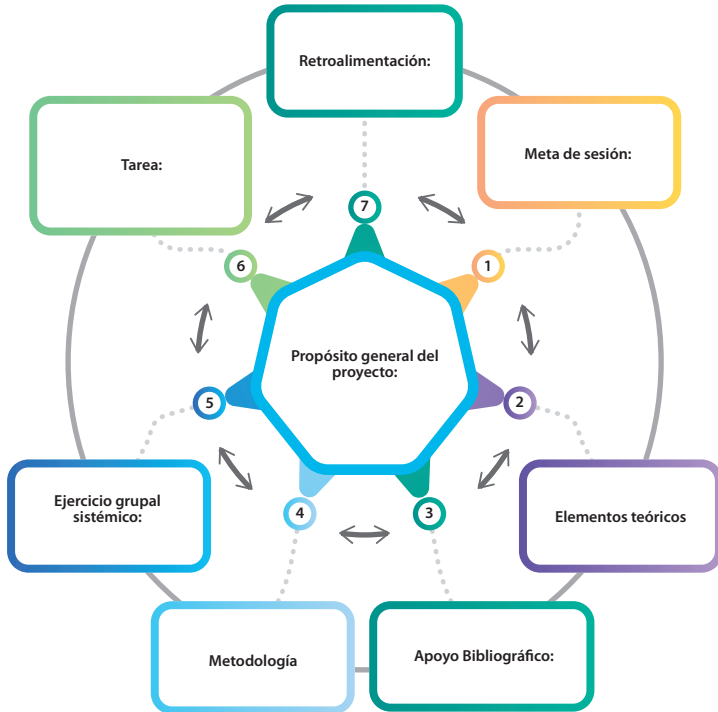 Retroalimentación:
Tarea:
Meta de sesión:
7
6
1
Propósito general del
proyecto:
5
2
Ejercicio grupal
sistémico:
4
3
Elementos teóricos
Metodología
Apoyo Bibliográfico: